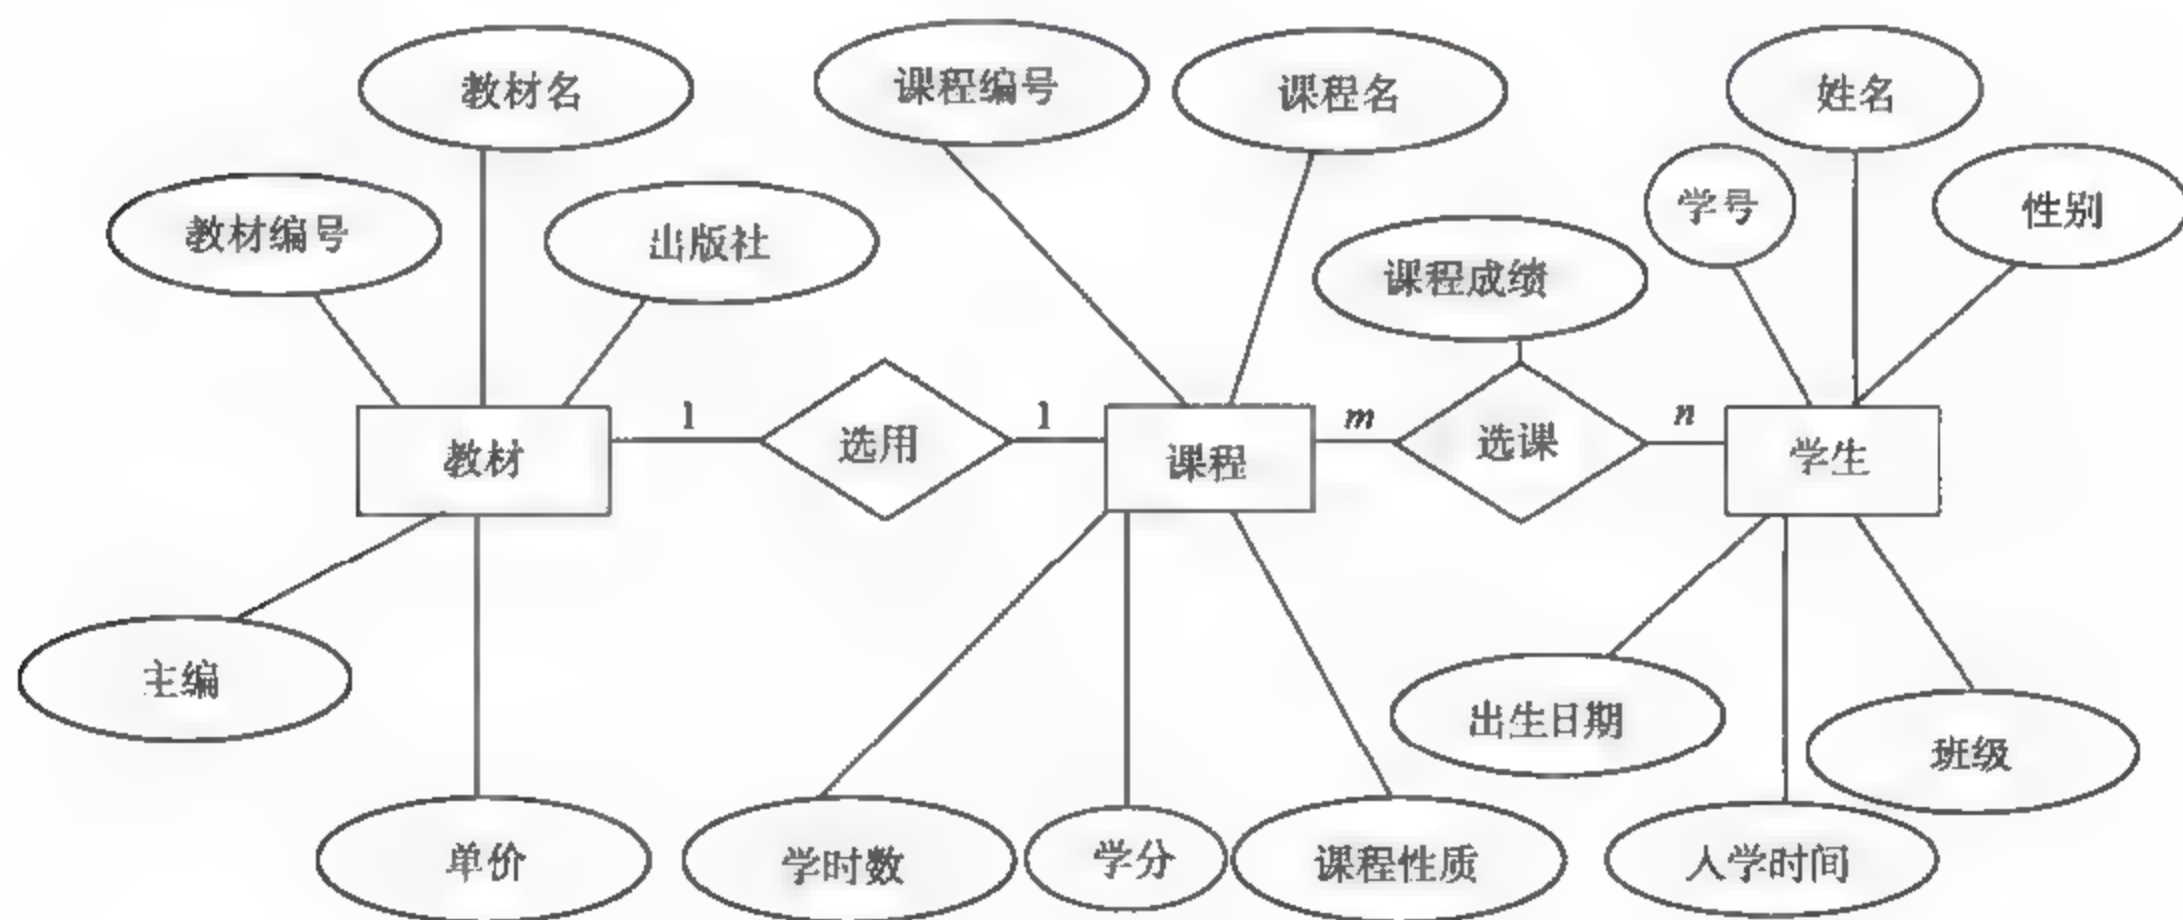 教材名
课程编号
课程名
姓名
教材编号
出版社
课程成绩
学号
性别
教材
1
选用
1
课程
m
选课
n
学生
主编
出生日期
班级
单价
学时数
学分
课程性质
人学时间